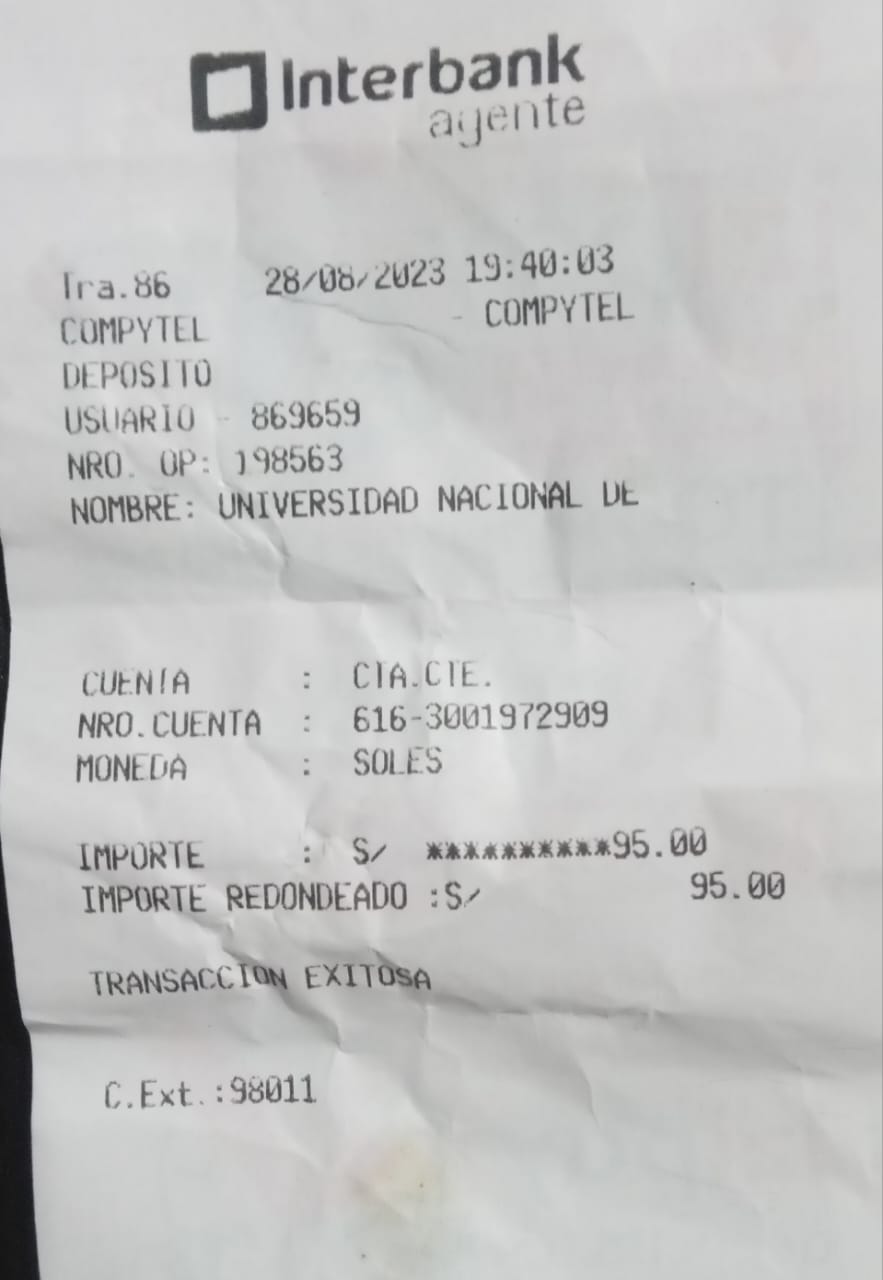 Interbank
agente
Tra.86 28/08/2023 19:40:03
COMPYTEL - COMPYTEL
DEPOSITO
USUARIO - 869659
NRO. OP: 198563
NOMBRE: UNIVERSIDAD NACIONAL DE
CUENTA : CTA.CTE.
NRO.CUENTA : 616-3001972909
MONEDA : SOLES
IMPORTE : S/ **********95.00
IMPORTE REDONDEADO :S/ 95.00
TRANSACCION EXITOSA
C.Ext.:98011